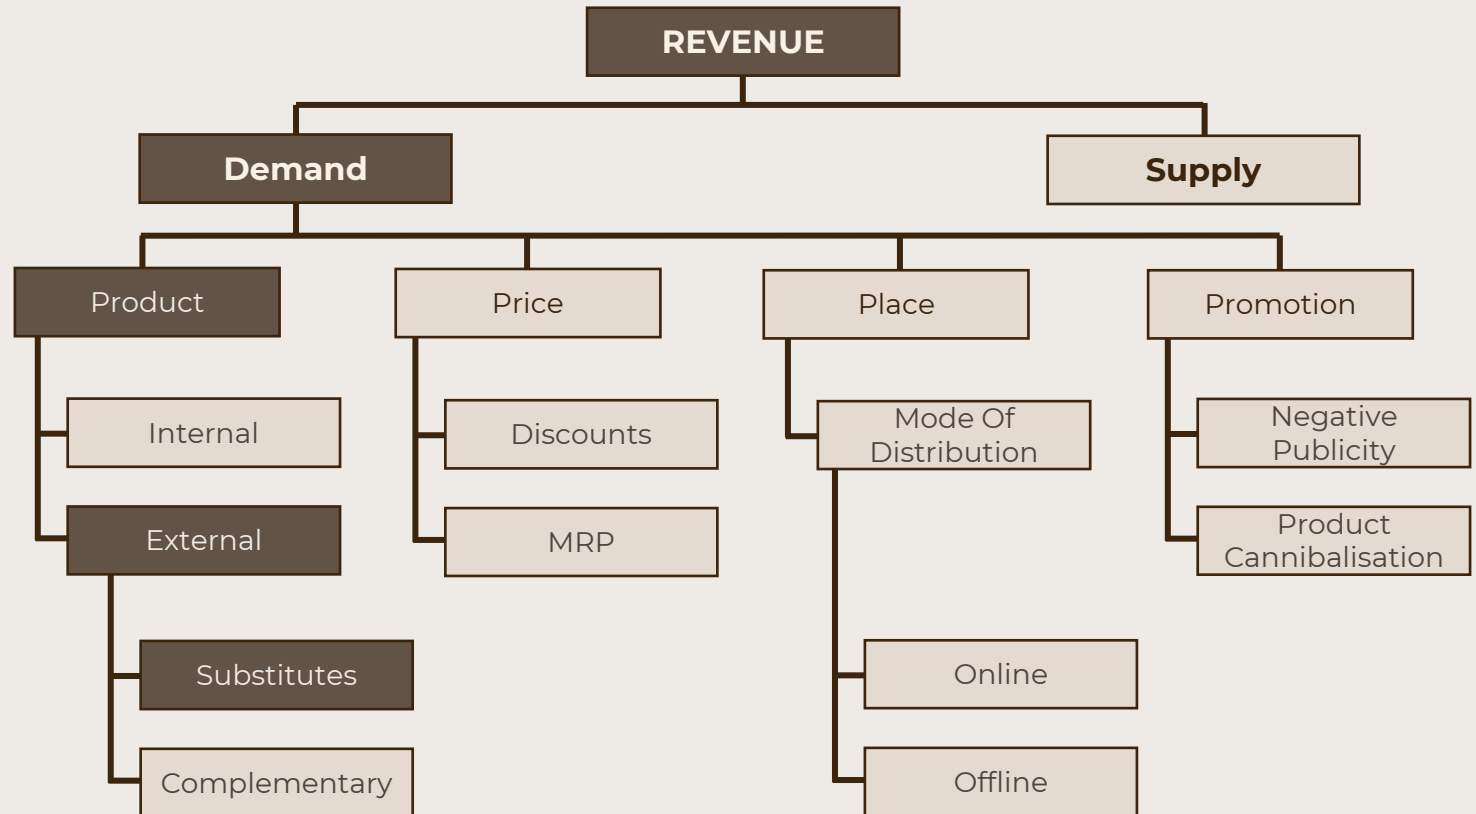 REVENUE
Demand
Supply
Product
Price
Place
Promotion
Internal
Discounts
Mode Of
Distribution
Negative
Publicity
External
MRP
Product
Cannibalisation
Substitutes
Online
Complementary
Offline